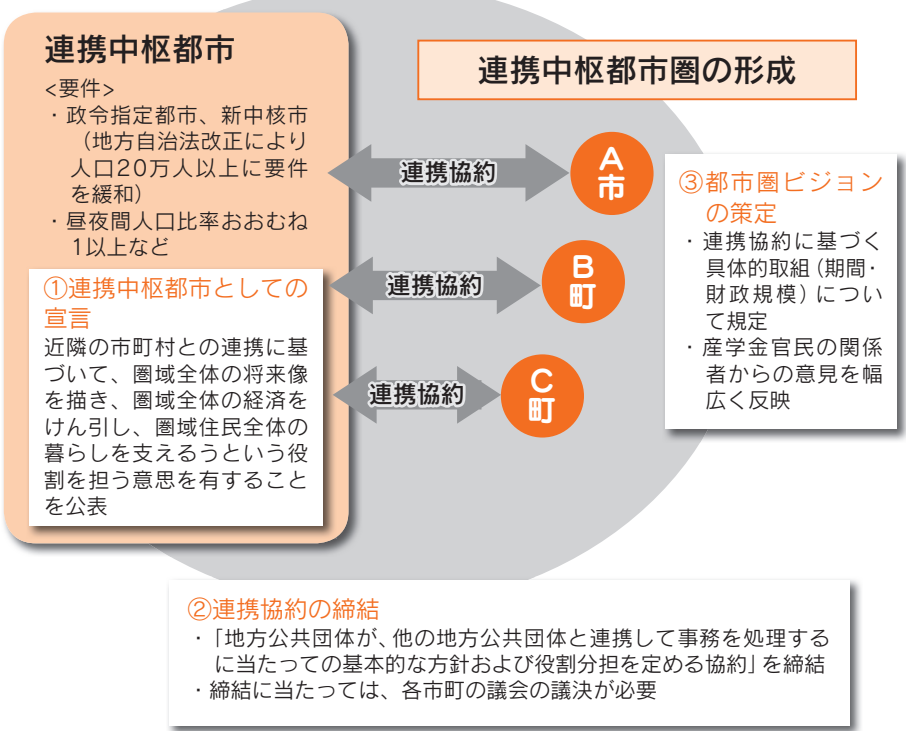 連携中枢都市
<要件>
・政令指定都市、新中核市
（地方自治法改正により
人口20万人以上に要件
を緩和）
・昼夜間人口比率おおむね
1以上など
①連携中枢都市としての
宣言
近隣の市町村との連携に基
づいて、圏域全体の将来像
を描き、圏域全体の経済を
けん引し、圏域住民全体の
暮らしを支えるうという役
割を担う意思を有すること
を公表
連携中枢都市圏の形成
連携協約
A
市
連携協約
B
町
連携協約
C
町
③都市圏ビジョン
の策定
・連携協約に基づく
具体的取組（期間・
財政規模）につい
て規定
・産学金官民の関係
者からの意見を幅
広く反映
②連携協約の締結
・「地方公共団体が、他の地方公共団体と連携して事務を処理する
に当たっての基本的な方針および役割分担を定める協約」を締結
・締結に当たっては、各市町の議会の議決が必要